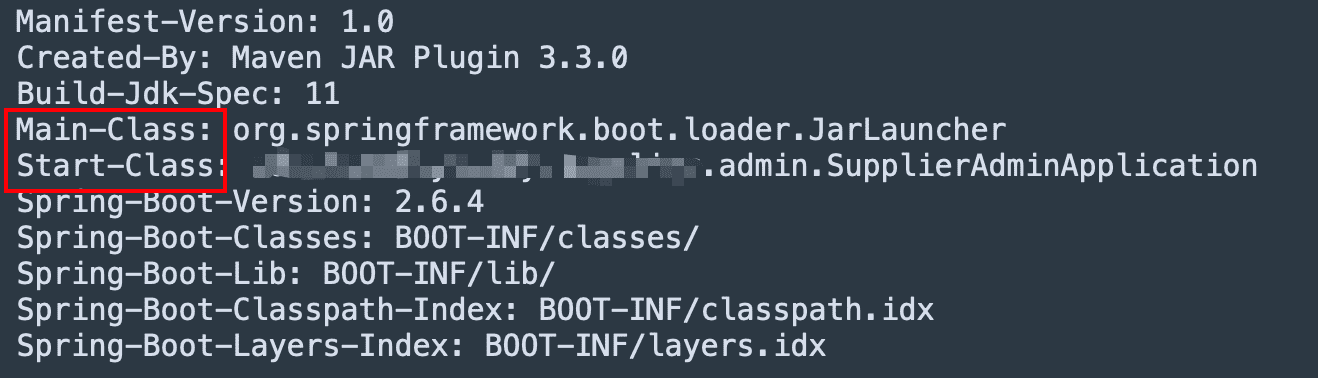 Manifest-Version: 1.0
Created-By: Maven JAR Plugin 3.3.0
Build-Jdk-Spec: 11
Main-Class: org.springframework.boot.loader.JarLauncher
Start-Class: .admin.SupplierAdminApplication
Spring-Boot-Version: 2.6.4
Spring-Boot-Classes: BOOT-INF/classes/
Spring-Boot-Lib: BOOT-INF/lib/
Spring-Boot-Classpath-Index: BOOT-INF/classpath.idx
Spring-Boot-Layers-Index: BOOT-INF/layers.idx